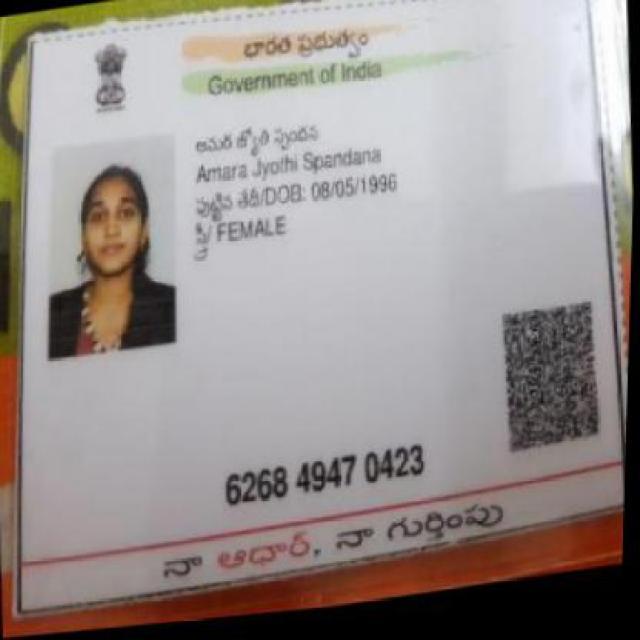 భారత ప్రభుత్వం
Government of India
అమర జ్యోతి స్పందన
Amara Jyothi Spandana
పుట్టిన తేదీ/DOB: 08/05/1996
స్త్రీ/ FEMALE
6268 4947 0423
నా ఆధార్, నా గుర్తింపు